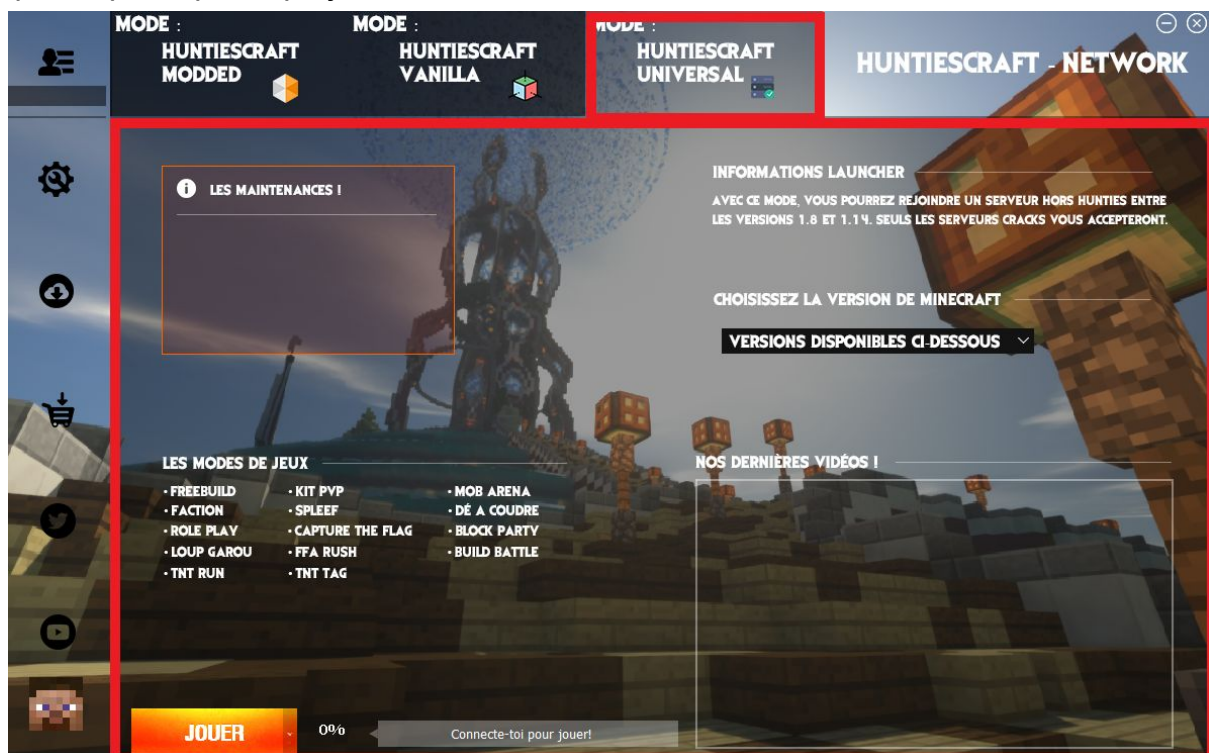 MODE :
HUNTIESCRAFT
MODDED
MODE :
HUNTIESCRAFT
VANILLA
MODE :
HUNTIESCRAFT
UNIVERSAL
HUNTIESCRAFT - NETWORK
LES MAINTENANCES !
INFORMATIONS LAUNCHER
AVEC CE MODE, VOUS POURREZ REJOINDRE UN SERVEUR HORS HUNTIES ENTRE
LES VERSIONS 1.8 ET 1.14. SEULS LES SERVEURS CRACKS VOUS ACCEPTERONT.
CHOISISSEZ LA VERSION DE MINECRAFT
VERSIONS DISPONIBLES CI-DESSOUS
LES MODES DE JEUX
• FREEBUILD
• FACTION
• ROLE PLAY
• LOUP GAROU
• TNT RUN
• KIT PVP
• SPLEEF
• CAPTURE THE FLAG
• FFA RUSH
• TNT TAG
• MOB ARENA
• DÉ A COUDRE
• BLOCK PARTY
• BUILD BATTLE
NOS DERNIÈRES VIDÉOS !
JOUER
0%
Connecte-toi pour jouer!